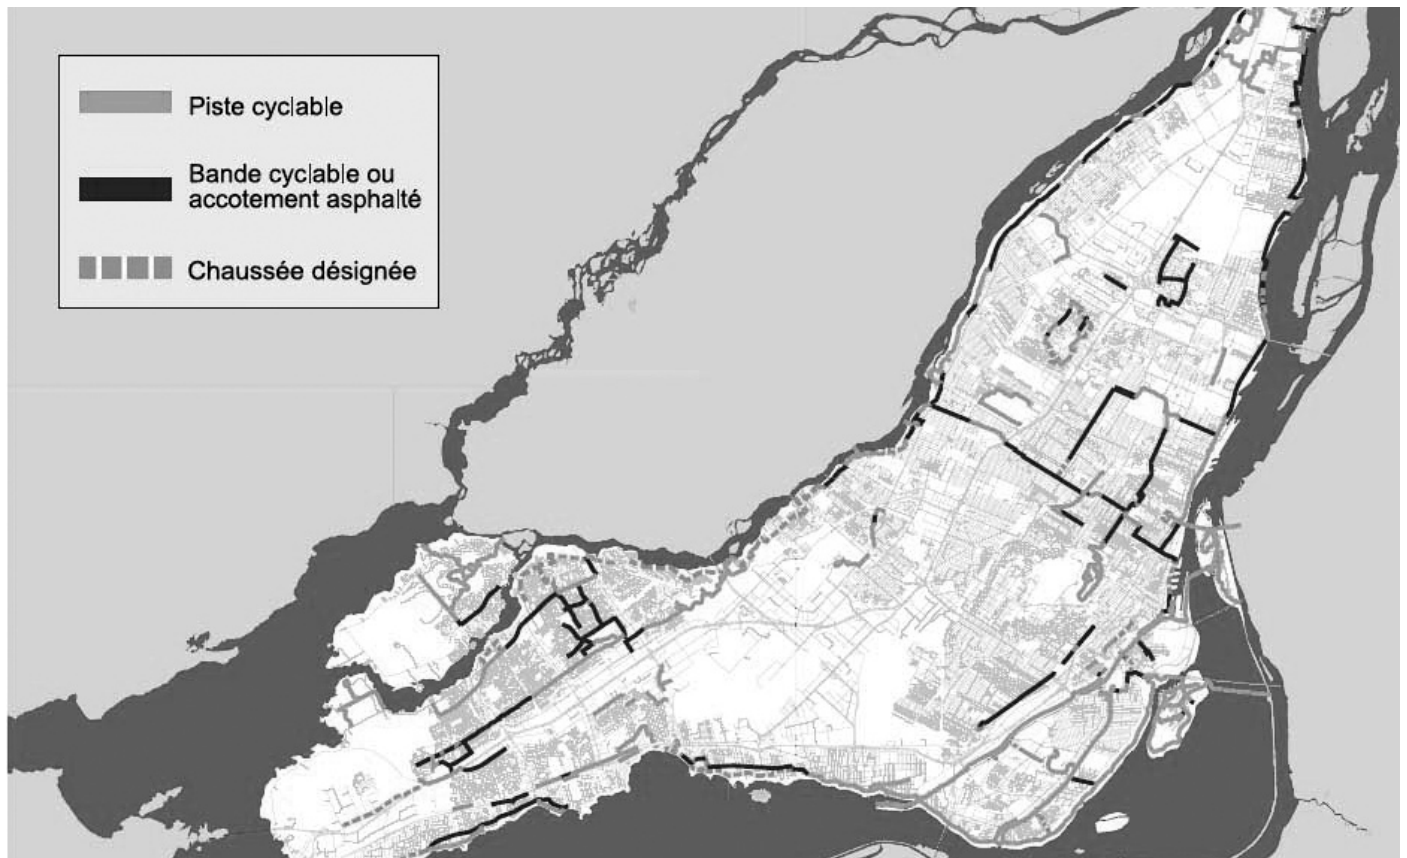 Piste cyclable
Bande cyclable ou
accotement asphalté
Chaussée désignée